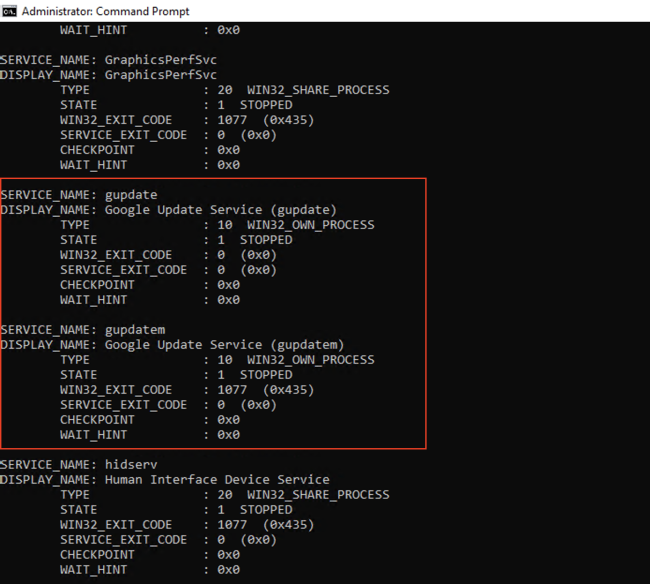 Administrator: Command Prompt
WAIT_HINT : 0x0
SERVICE_NAME: GraphicsPerfSvc
DISPLAY_NAME: GraphicsPerfSvc
TYPE : 20 WIN32_SHARE_PROCESS
STATE : 1 STOPPED
WIN32_EXIT_CODE : 1077 (0x435)
SERVICE_EXIT_CODE : 0 (0x0)
CHECKPOINT : 0x0
WAIT_HINT : 0x0
SERVICE_NAME: gupdate
DISPLAY_NAME: Google Update Service (gupdate)
TYPE : 10 WIN32_OWN_PROCESS
STATE : 1 STOPPED
WIN32_EXIT_CODE : 0 (0x0)
SERVICE_EXIT_CODE : 0 (0x0)
CHECKPOINT : 0x0
WAIT_HINT : 0x0
SERVICE_NAME: gupdatem
DISPLAY_NAME: Google Update Service (gupdatem)
TYPE : 10 WIN32_OWN_PROCESS
STATE : 1 STOPPED
WIN32_EXIT_CODE : 1077 (0x435)
SERVICE_EXIT_CODE : 0 (0x0)
CHECKPOINT : 0x0
WAIT_HINT : 0x0
SERVICE_NAME: hidserv
DISPLAY_NAME: Human Interface Device Service
TYPE : 20 WIN32_SHARE_PROCESS
STATE : 1 STOPPED
WIN32_EXIT_CODE : 1077 (0x435)
SERVICE_EXIT_CODE : 0 (0x0)
CHECKPOINT : 0x0
WAIT_HINT : 0x0